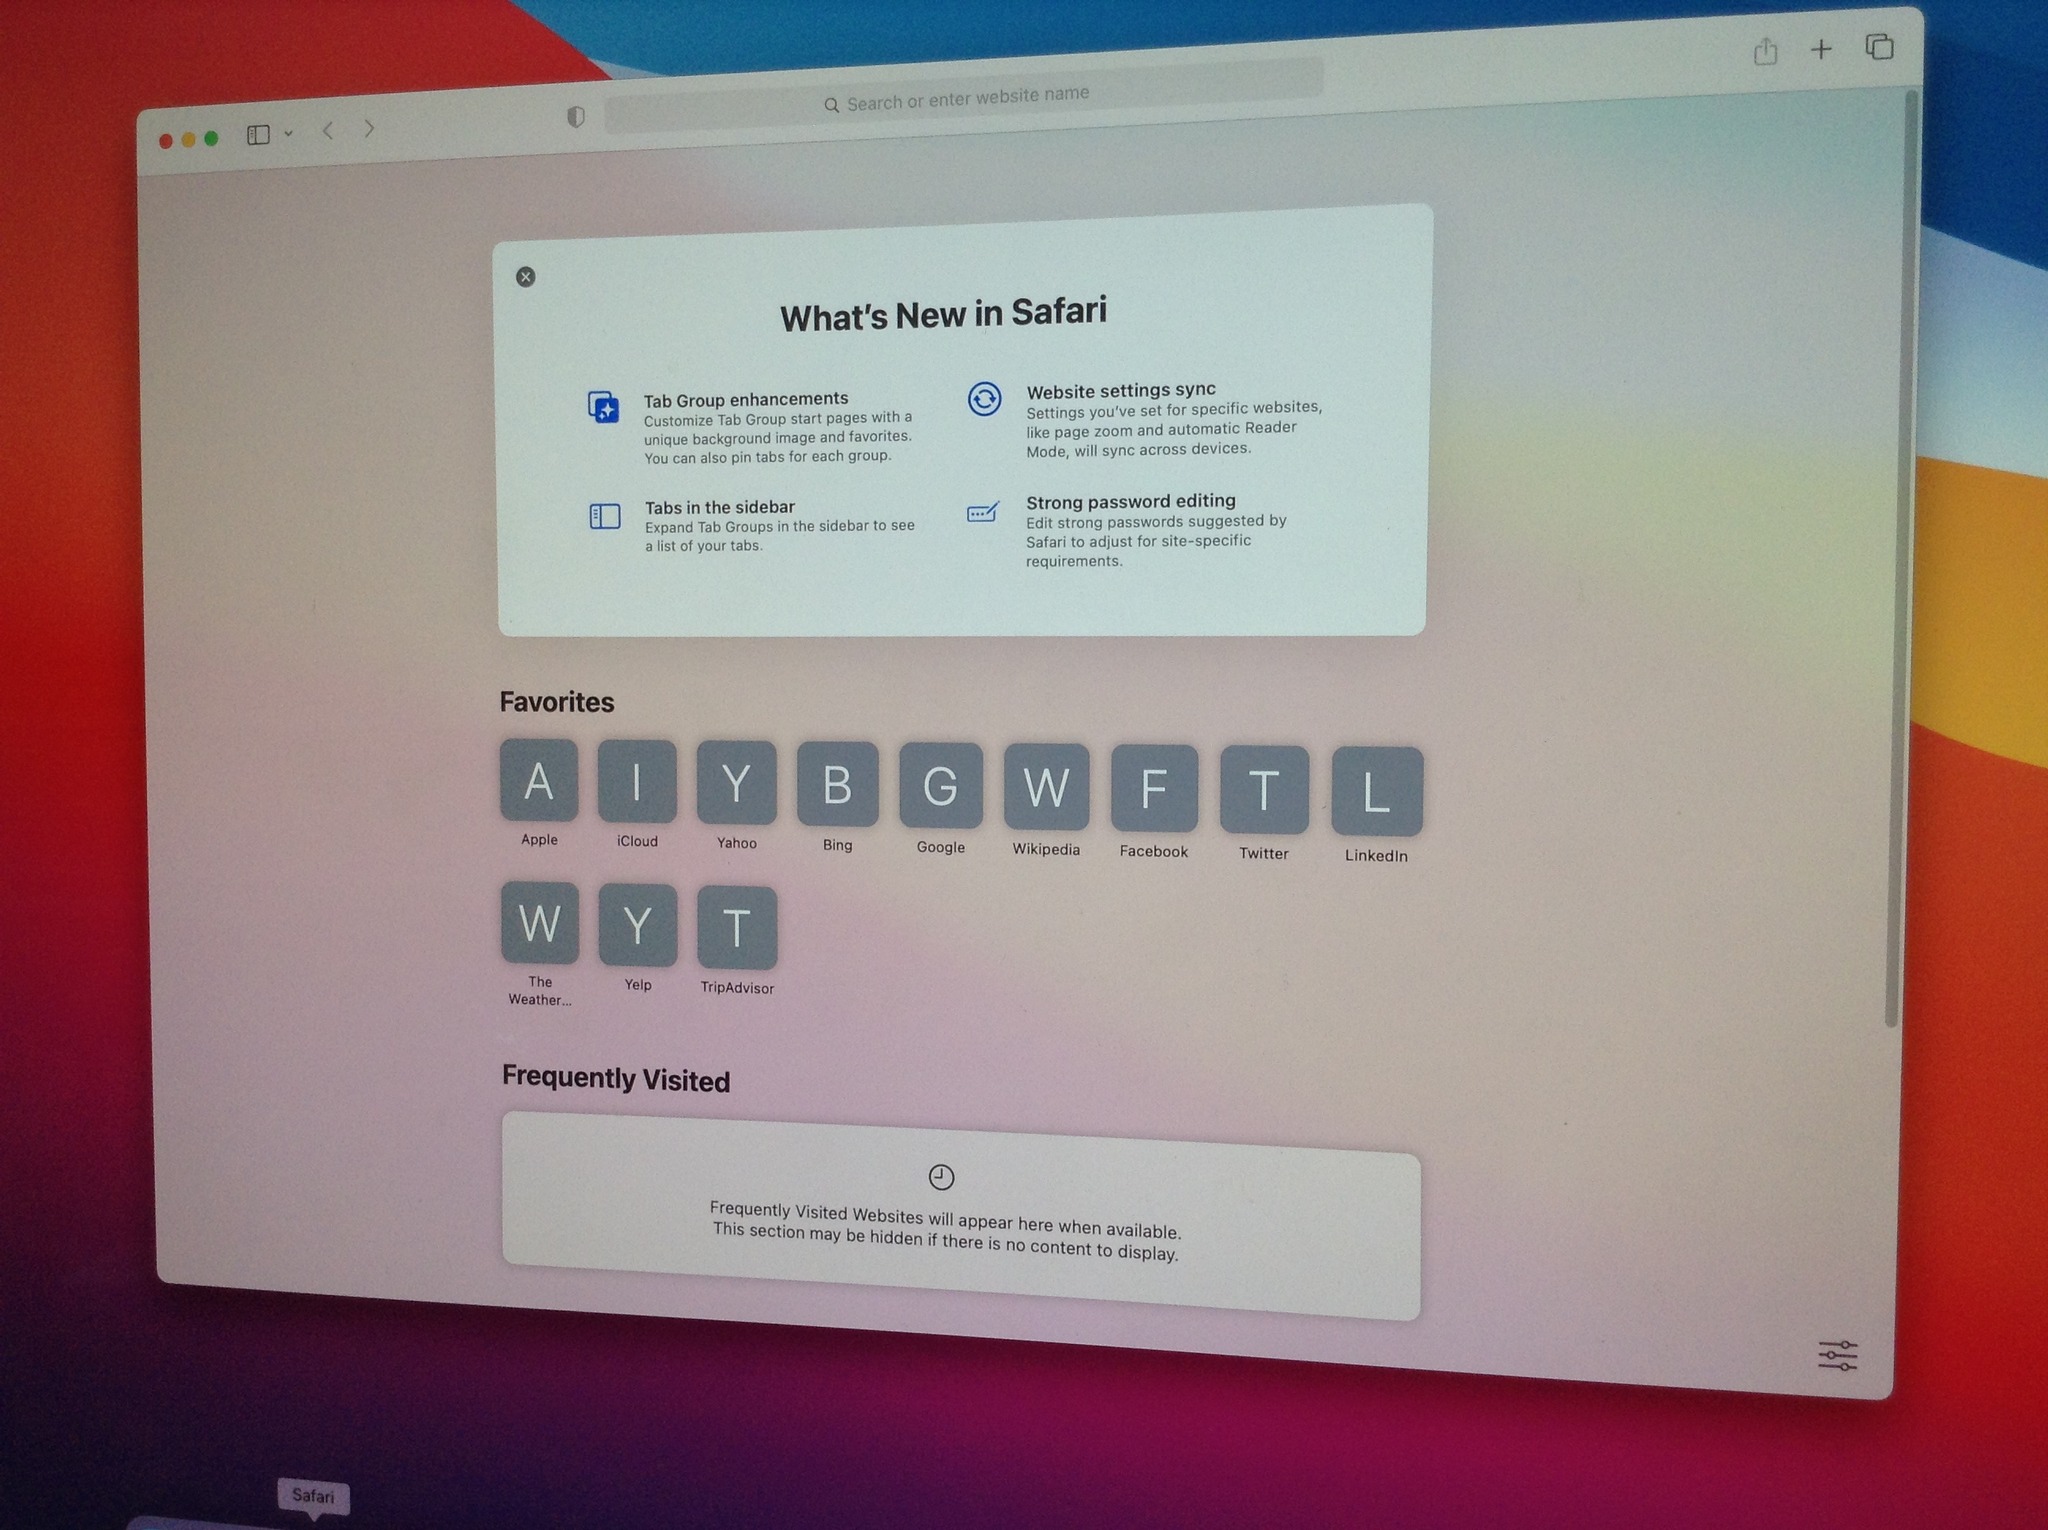 Search or enter website name
What's New in Safari
Tab Group enhancements
Customize Tab Group start pages with a
unique background image and favorites.
You can also pin tabs for each group.
Website settings sync
Settings you've set for specific websites,
like page zoom and automatic Reader
Mode, will sync across devices.
Tabs in the sidebar
Expand Tab Groups in the sidebar to see
a list of your tabs.
Strong password editing
Edit strong passwords suggested by
Safari to adjust for site-specific
requirements.
Favorites
A I Y B G W F T L
Apple iCloud Yahoo Bing Google Wikipedia Facebook Twitter LinkedIn
W Y T
The
Weather... Yelp TripAdvisor
Frequently Visited
Frequently Visited Websites will appear here when available.
This section may be hidden if there is no content to display.
Safari